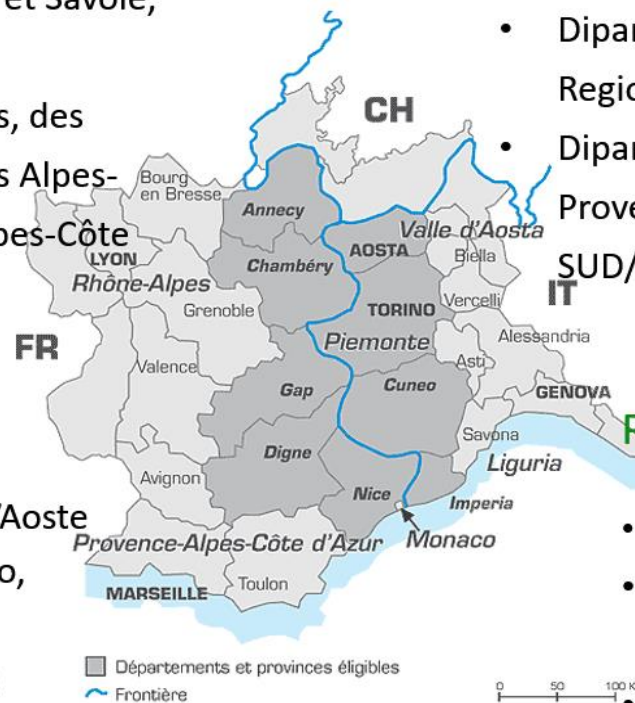 et Savoie,
s, des
s Alpes-
pes-Côte
/Aoste
o,
• Dipar
Regio
• Dipar
Prove
SUD/
R
•
•
CH
FR
IT
Bourg
en Bresse
Annecy
Valle d'Aosta
AOSTA
LYON
Chambéry
Biella
Rhône-Alpes
Vercelli
Grenoble
TORINO
Piemonte
Alessandria
Valence
Asti
Gap
Cuneo
GENOVA
Savona
Digne
Liguria
Avignon
Nice
Imperia
Provence-Alpes-Côte d'Azur
Monaco
Toulon
MARSEILLE
Départements et provinces éligibles
Frontière
0 50 100 K